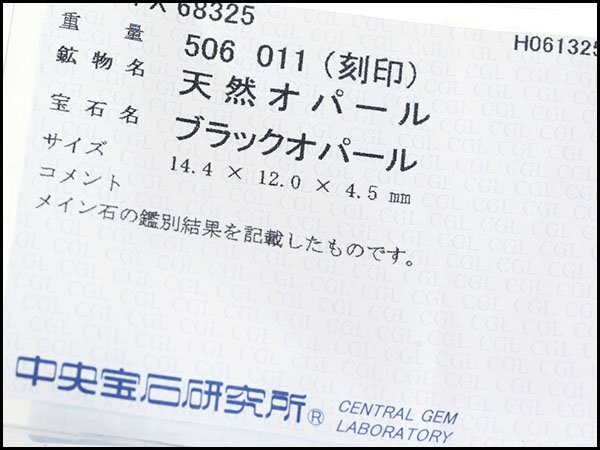 68325
H061325
重量 506 011 (刻印)
鉱物名 天然オパール
宝石名 ブラックオパール
サイズ 14.4 × 12.0 × 4.5 mm
コメント
メイン石の鑑別結果を記載したものです。
中央宝石研究所® CENTRAL GEM
LABORATORY